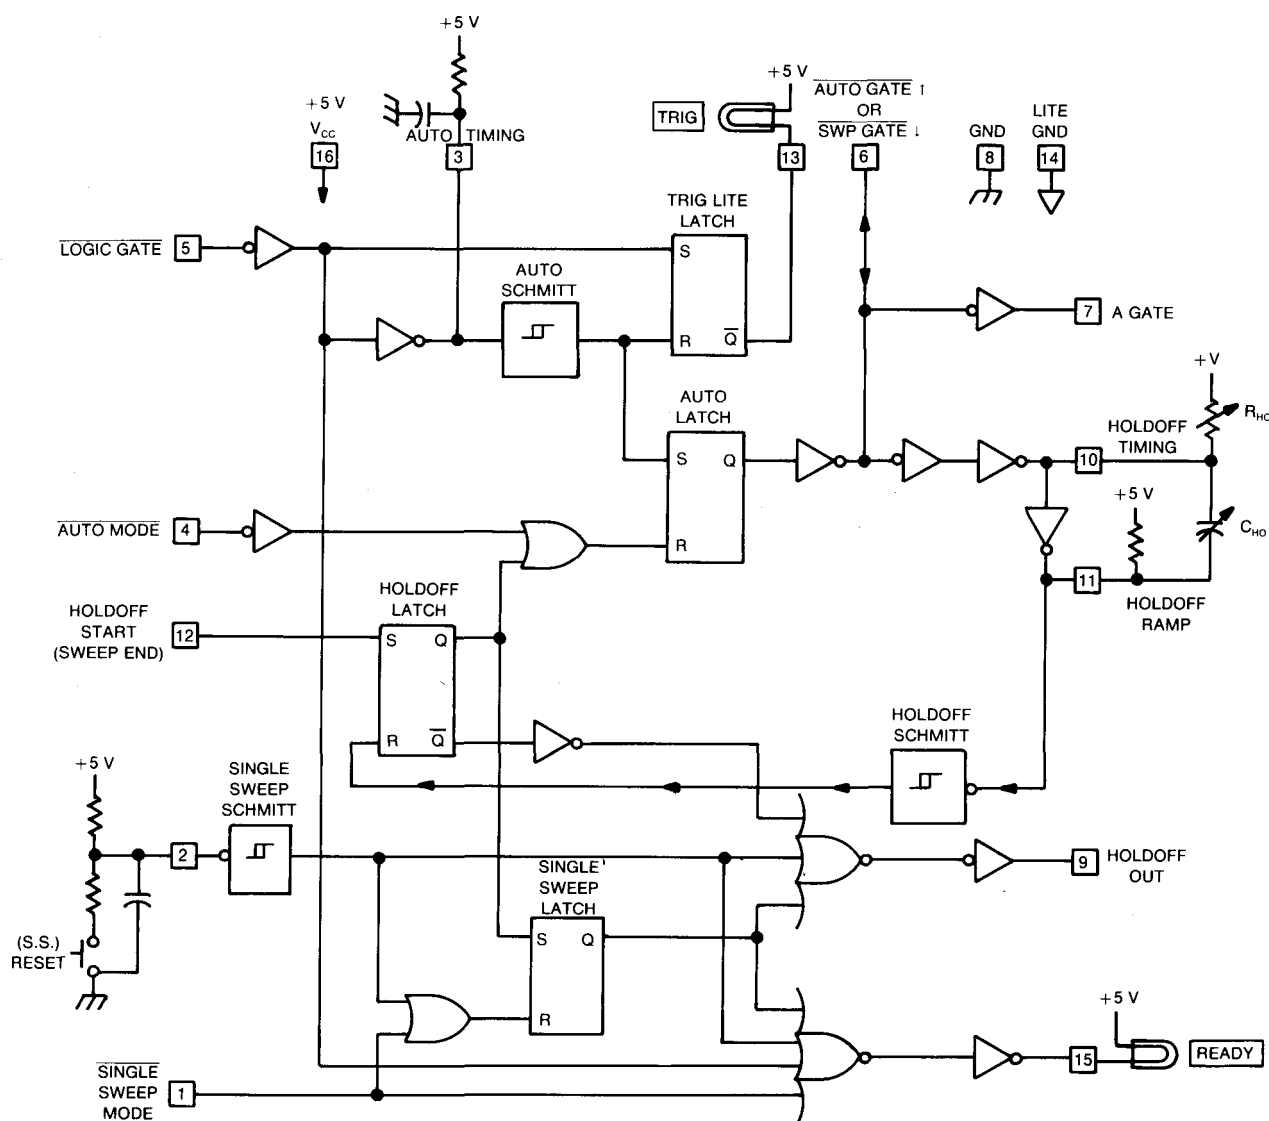 +5 V
+5 V
V_CC
16
AUTO TIMING
3
TRIG
+5 V
13
AUTO GATE ↑
OR
SWP GATE ↓
6
GND
8
LITE
GND
14
LOGIC GATE
5
TRIG LITE
LATCH
S
R
Q
AUTO
SCHMITT
7
A GATE
AUTO
LATCH
S
Q
R
+V
R_HO
HOLDOFF
TIMING
10
+5 V
C_HO
11
HOLDOFF
RAMP
AUTO MODE
4
HOLDOFF
START
(SWEEP END)
12
HOLDOFF
LATCH
S
Q
R
Q
HOLDOFF
SCHMITT
+5 V
SINGLE
SWEEP
SCHMITT
2
(S.S.)
RESET
SINGLE
SWEEP
LATCH
S
Q
R
9
HOLDOFF
OUT
+5 V
15
READY
SINGLE
SWEEP
MODE
1